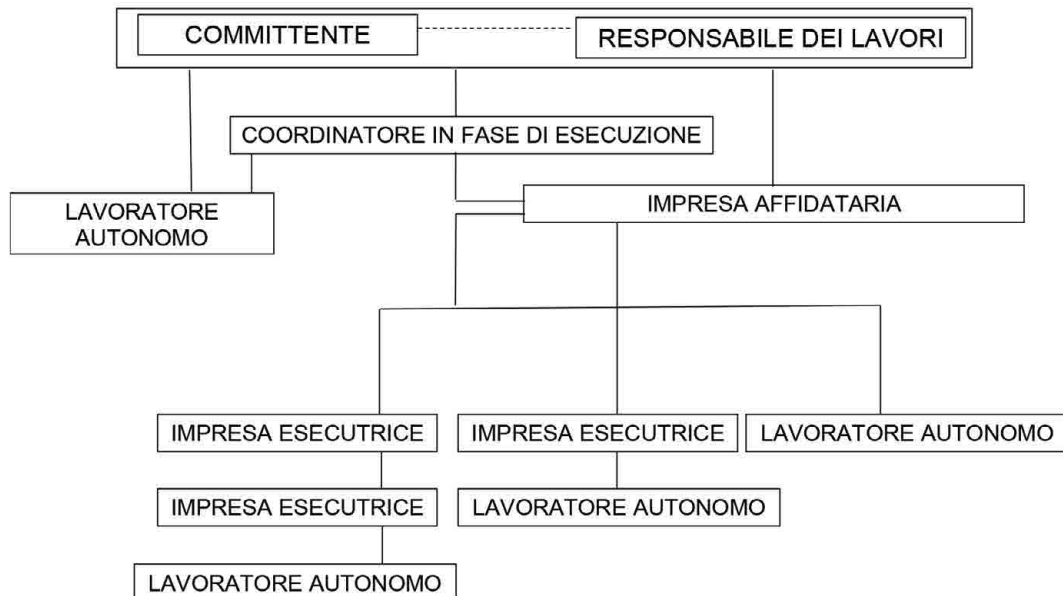 COMMITTENTE
RESPONSABILE DEI LAVORI
COORDINATORE IN FASE DI ESECUZIONE
LAVORATORE
AUTONOMO
IMPRESA AFFIDATARIA
IMPRESA ESECUTRICE
IMPRESA ESECUTRICE
LAVORATORE AUTONOMO
IMPRESA ESECUTRICE
LAVORATORE AUTONOMO
LAVORATORE AUTONOMO